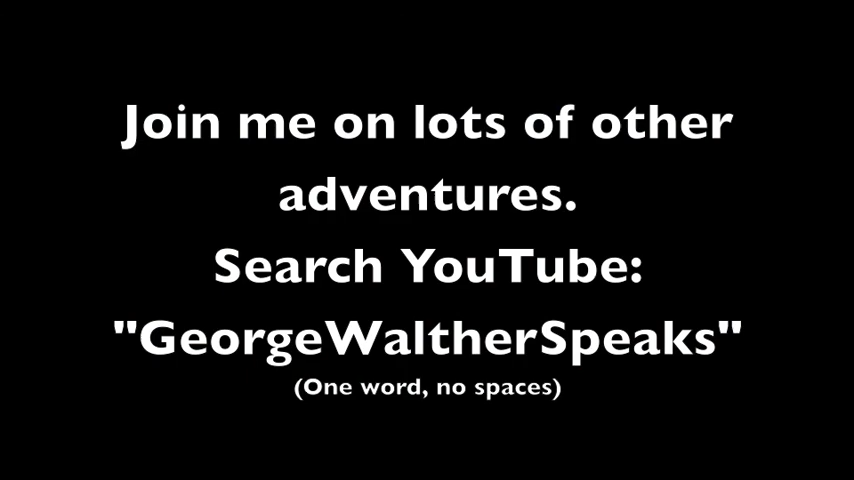 Join me on lots of other
adventures.
Search YouTube:
"GeorgeWaltherSpeaks"
(One word, no spaces)